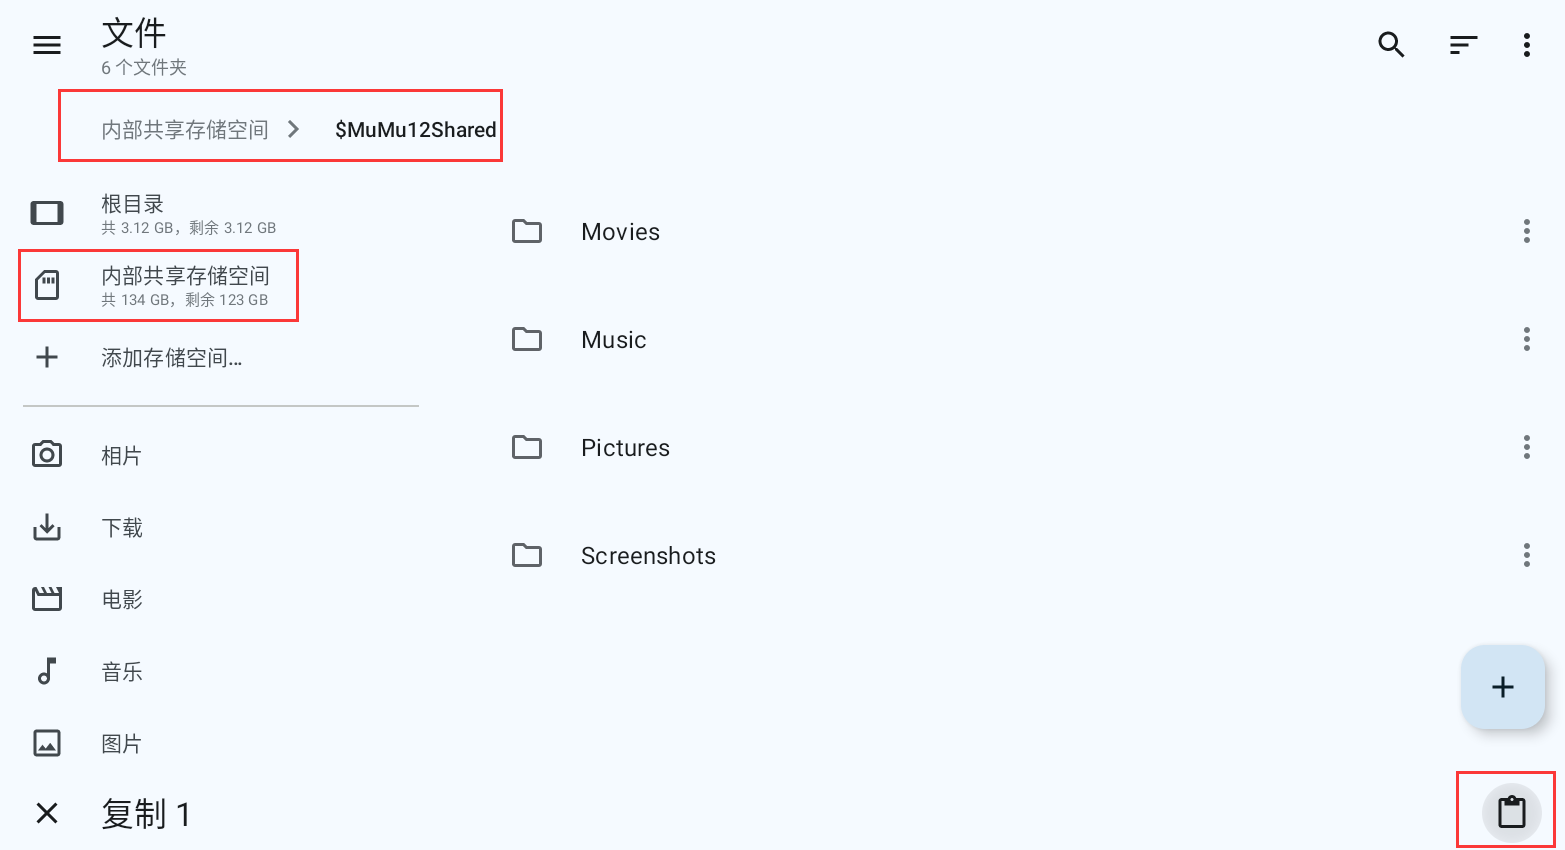 文件
6 个文件夹
内部共享存储空间
$MuMu12Shared
根目录
共 3.12 GB，剩余 3.12 GB
内部共享存储空间
共 134 GB，剩余 123 GB
添加存储空间…
相片
下载
电影
音乐
图片
Movies
Music
Pictures
Screenshots
复制 1